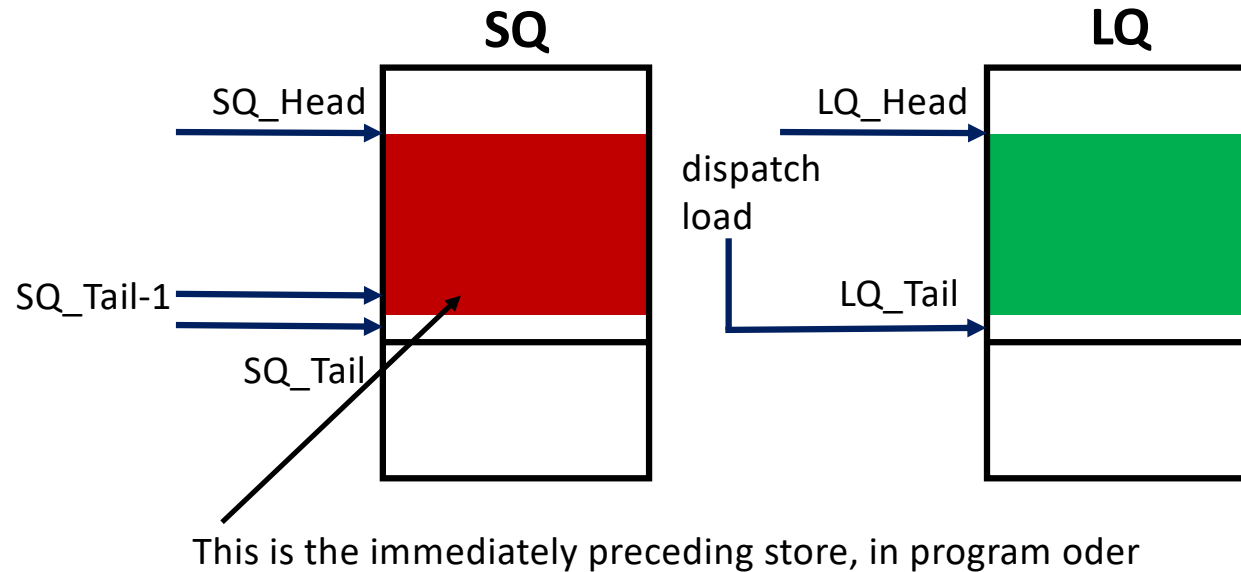 SQ
LQ
SQ_Head
LQ_Head
dispatch
load
SQ_Tail-1
LQ_Tail
SQ_Tail
This is the immediately preceding store, in program oder